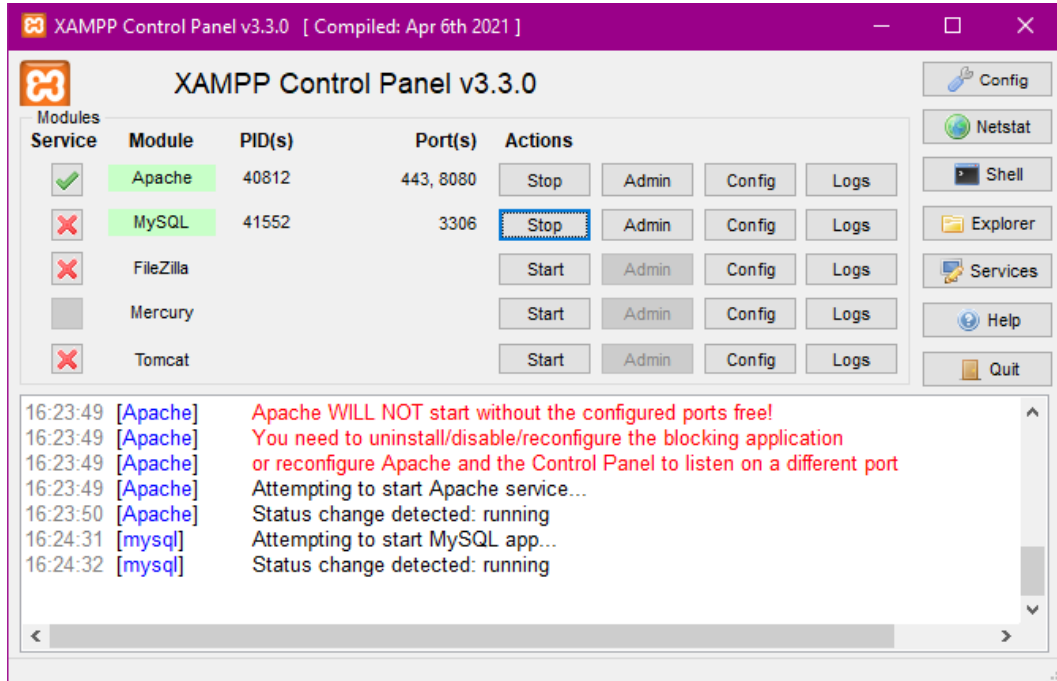 XAMPP Control Panel v3.3.0 [ Compiled: Apr 6th 2021 ]
XAMPP Control Panel v3.3.0
Config
Modules
Netstat
Service Module PID(s) Port(s) Actions
Apache 40812 443, 8080 Stop Admin Config Logs
Shell
MySQL 41552 3306 Stop Admin Config Logs
Explorer
FileZilla Start Admin Config Logs
Services
Mercury Start Admin Config Logs
Help
Tomcat Start Admin Config Logs
Quit
16:23:49 [Apache] Apache WILL NOT start without the configured ports free!
16:23:49 [Apache] You need to uninstall/disable/reconfigure the blocking application
16:23:49 [Apache] or reconfigure Apache and the Control Panel to listen on a different port
16:23:49 [Apache] Attempting to start Apache service...
16:23:50 [Apache] Status change detected: running
16:24:31 [mysql] Attempting to start MySQL app...
16:24:32 [mysql] Status change detected: running